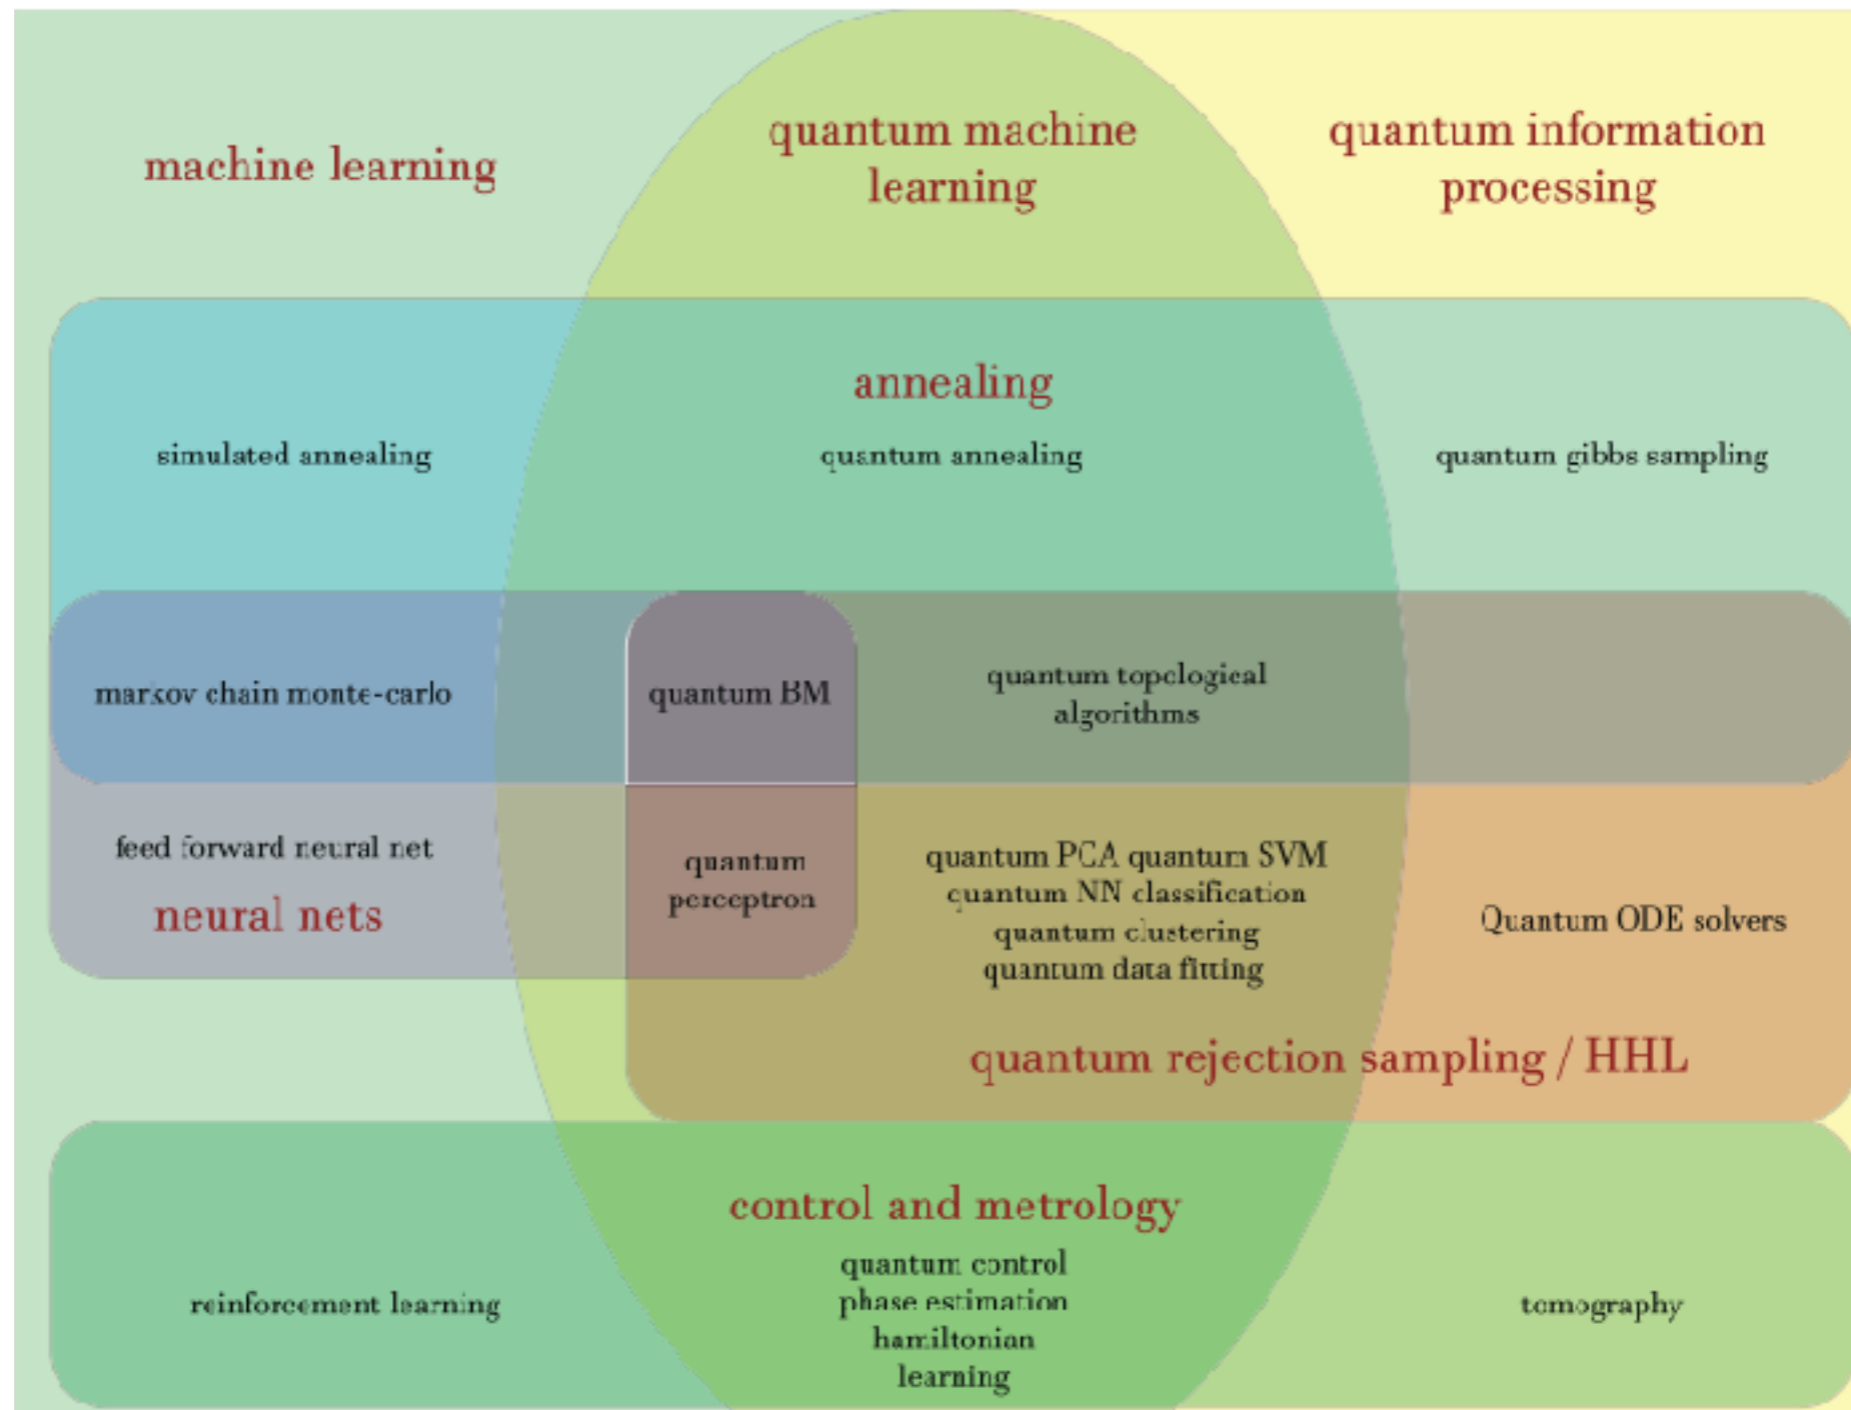 machine learning
quantum machine
learning
quantum information
processing
annealing
simulated annealing
quantum annealing
quantum gibbs sampling
markov chain monte-carlo
quantum BM
quantum topological
algorithms
feed forward neural net
neural nets
quantum
perceptron
quantum PCA quantum SVM
quantum NN classification
quantum clustering
quantum data fitting
Quantum ODE solvers
quantum rejection sampling / HHL
control and metrology
reinforcement learning
quantum control
phase estimation
hamiltonian
learning
tomography